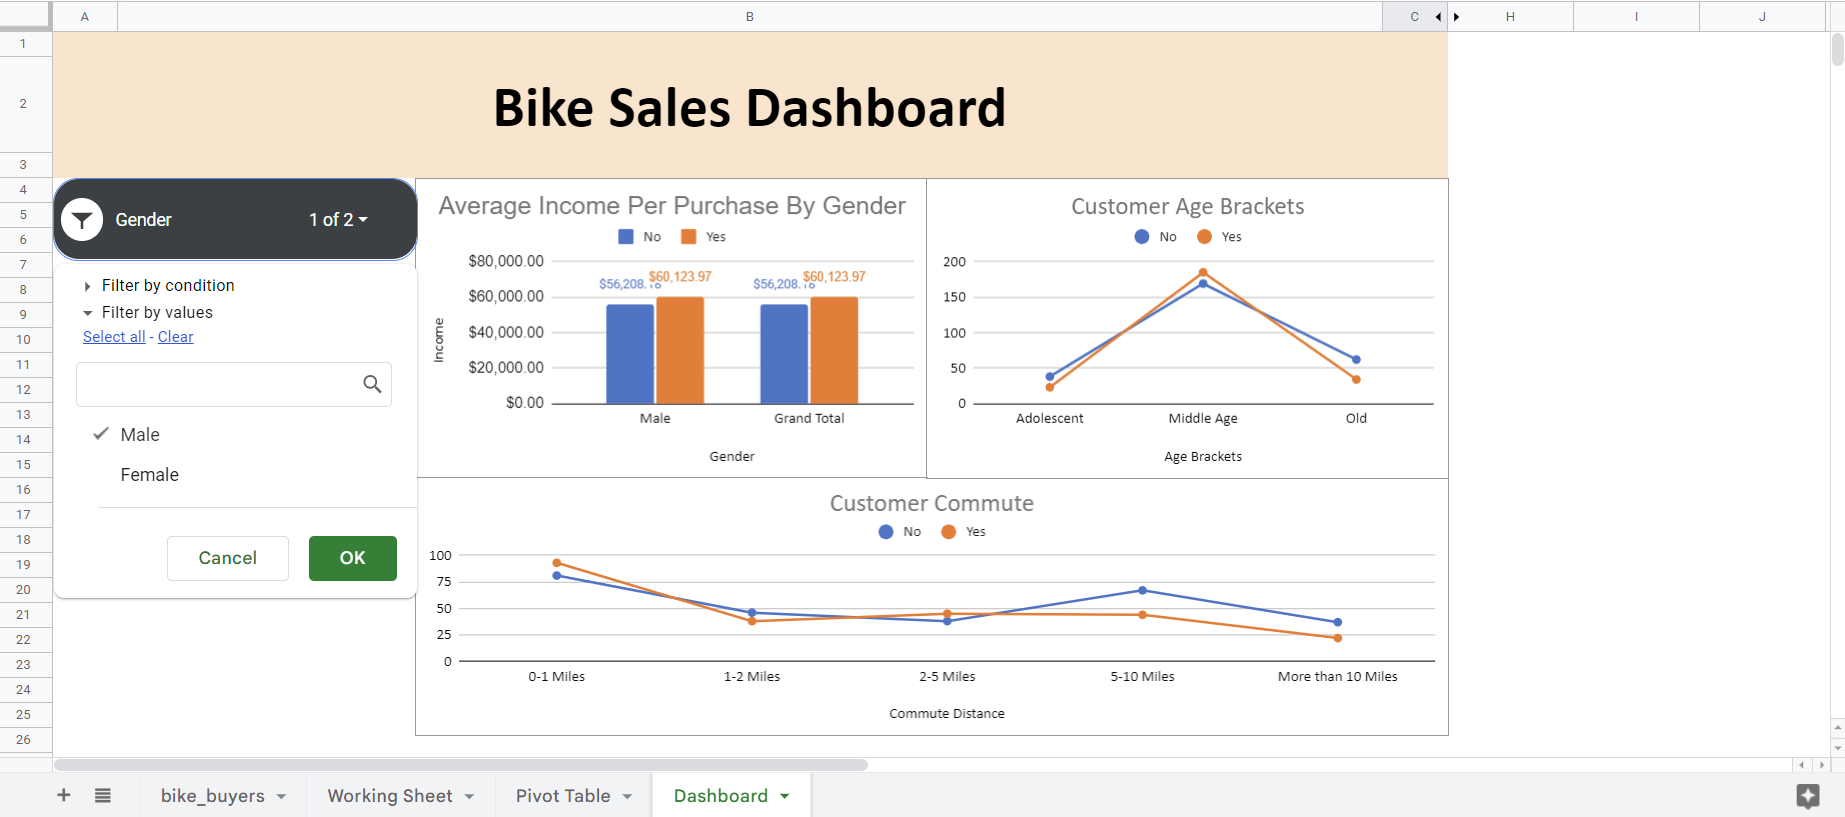 A B C H I J
1
2
3
4
5
6
7
8
9
10
11
12
13
14
15
16
17
18
19
20
21
22
23
24
25
26
Bike Sales Dashboard
Gender 1 of 2
Filter by condition
Filter by values
Select all - Clear
Male
Female
Cancel OK
Average Income Per Purchase By Gender
No Yes
$80,000.00
$60,000.00
$40,000.00
$20,000.00
$0.00
Income
$60,123.97
$60,123.97
Male Grand Total
Gender
Customer Age Brackets
No Yes
200
150
100
50
0
Adolescent Middle Age Old
Age Brackets
Customer Commute
No Yes
100
75
50
25
0
0-1 Miles 1-2 Miles 2-5 Miles 5-10 Miles More than 10 Miles
Commute Distance
bike_buyers Working Sheet Pivot Table Dashboard